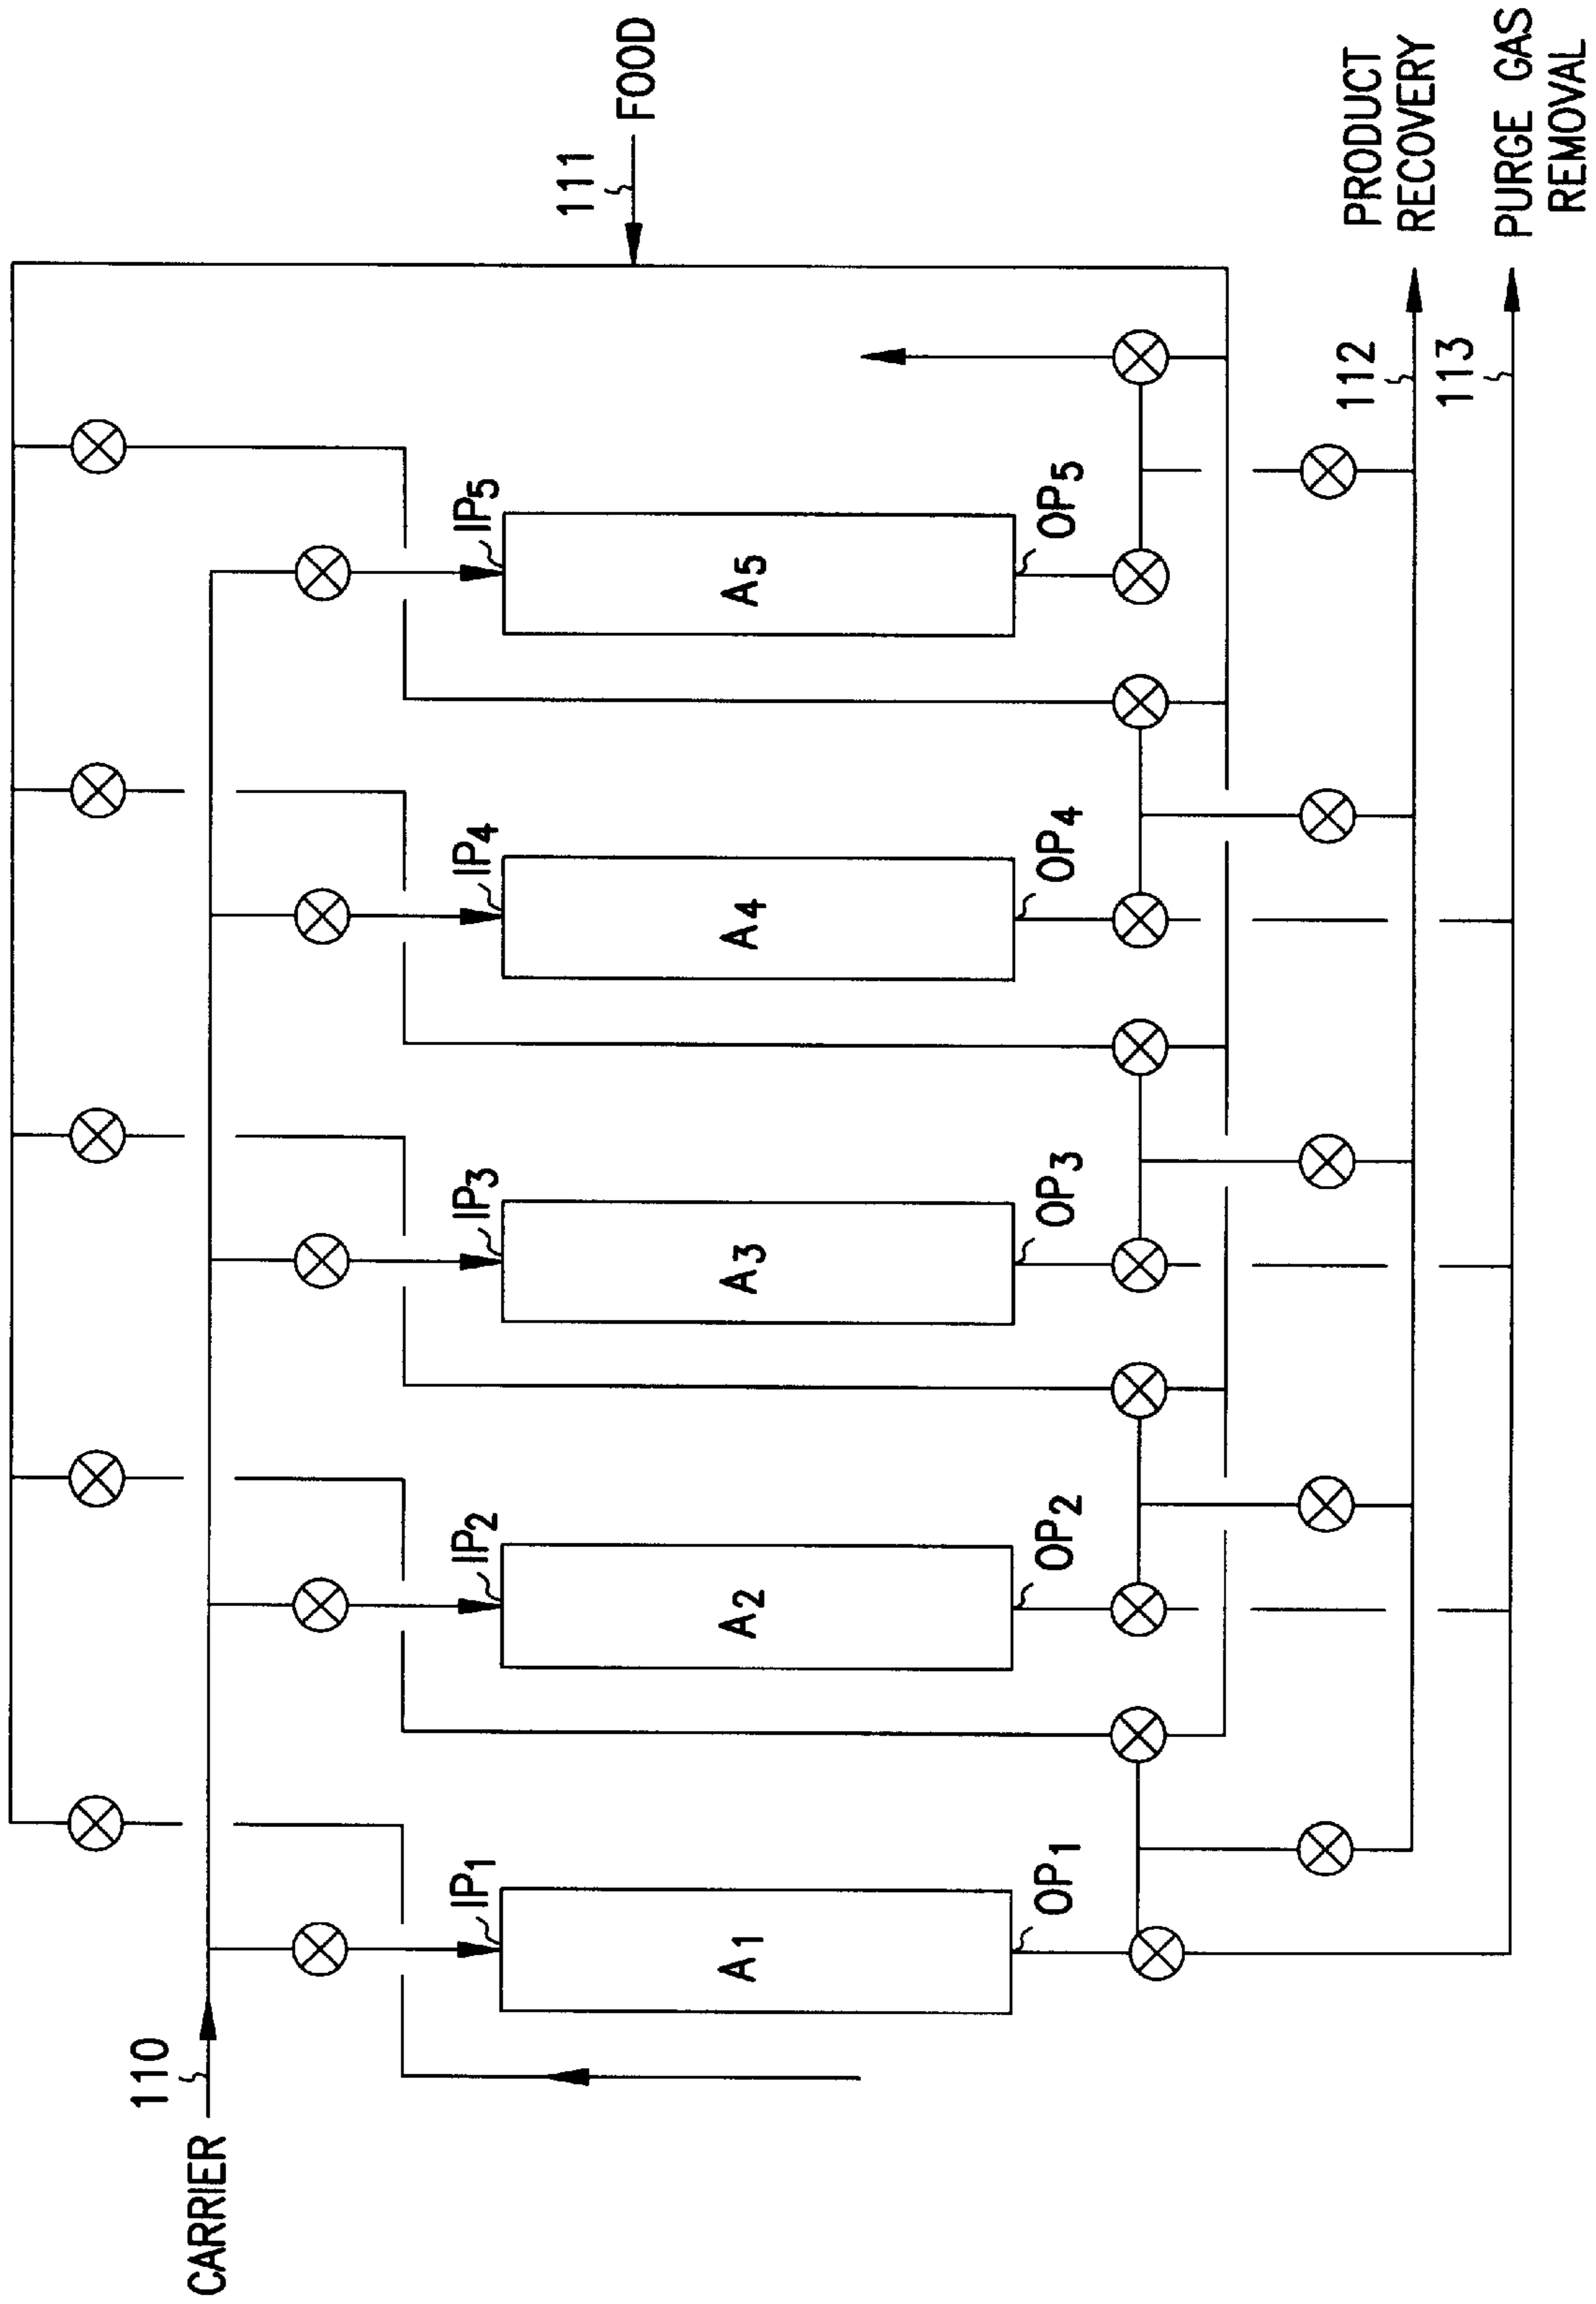 CARRIER
110
111
FOOD
IP1
IP2
IP3
IP4
IP5
A1
A2
A3
A4
A5
OP1
OP2
OP3
OP4
OP5
112
PRODUCT
RECOVERY
113
PURGE GAS
REMOVAL